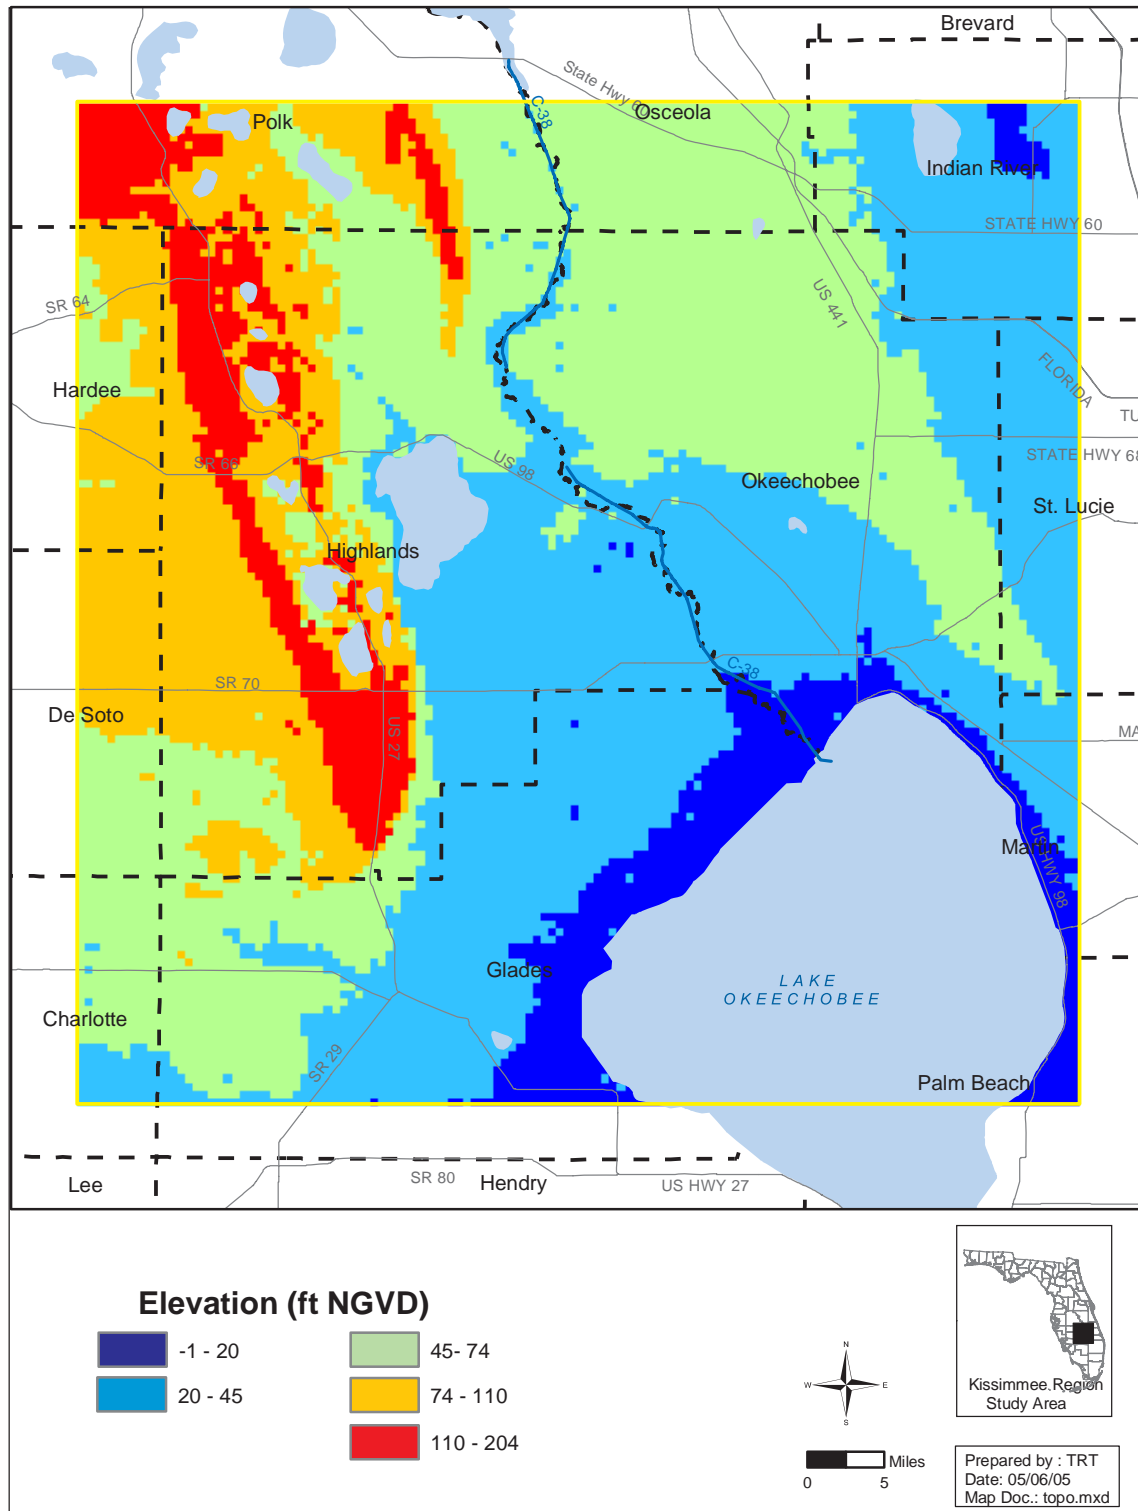 Brevard
State Hwy 60
Osceola
C-38
Polk
Indian River
STATE HWY 60
SR 64
US 441
FLORIDA
Hardee
TU
SR 66
US 98
STATE HWY 68
Okeechobee
St. Lucie
Highlands
C-38
SR 70
De Soto
US 27
MA
Martin
US HWY 98
Glades
LAKE
OKEECHOBEE
Charlotte
SR 29
Palm Beach
Lee
SR 80
Hendry
US HWY 27
Elevation (ft NGVD)
-1 - 20
20 - 45
45- 74
74 - 110
110 - 204
N
W
E
S
Miles
0
5
Kissimmee Region
Study Area
Prepared by : TRT
Date: 05/06/05
Map Doc.: topo.mxd